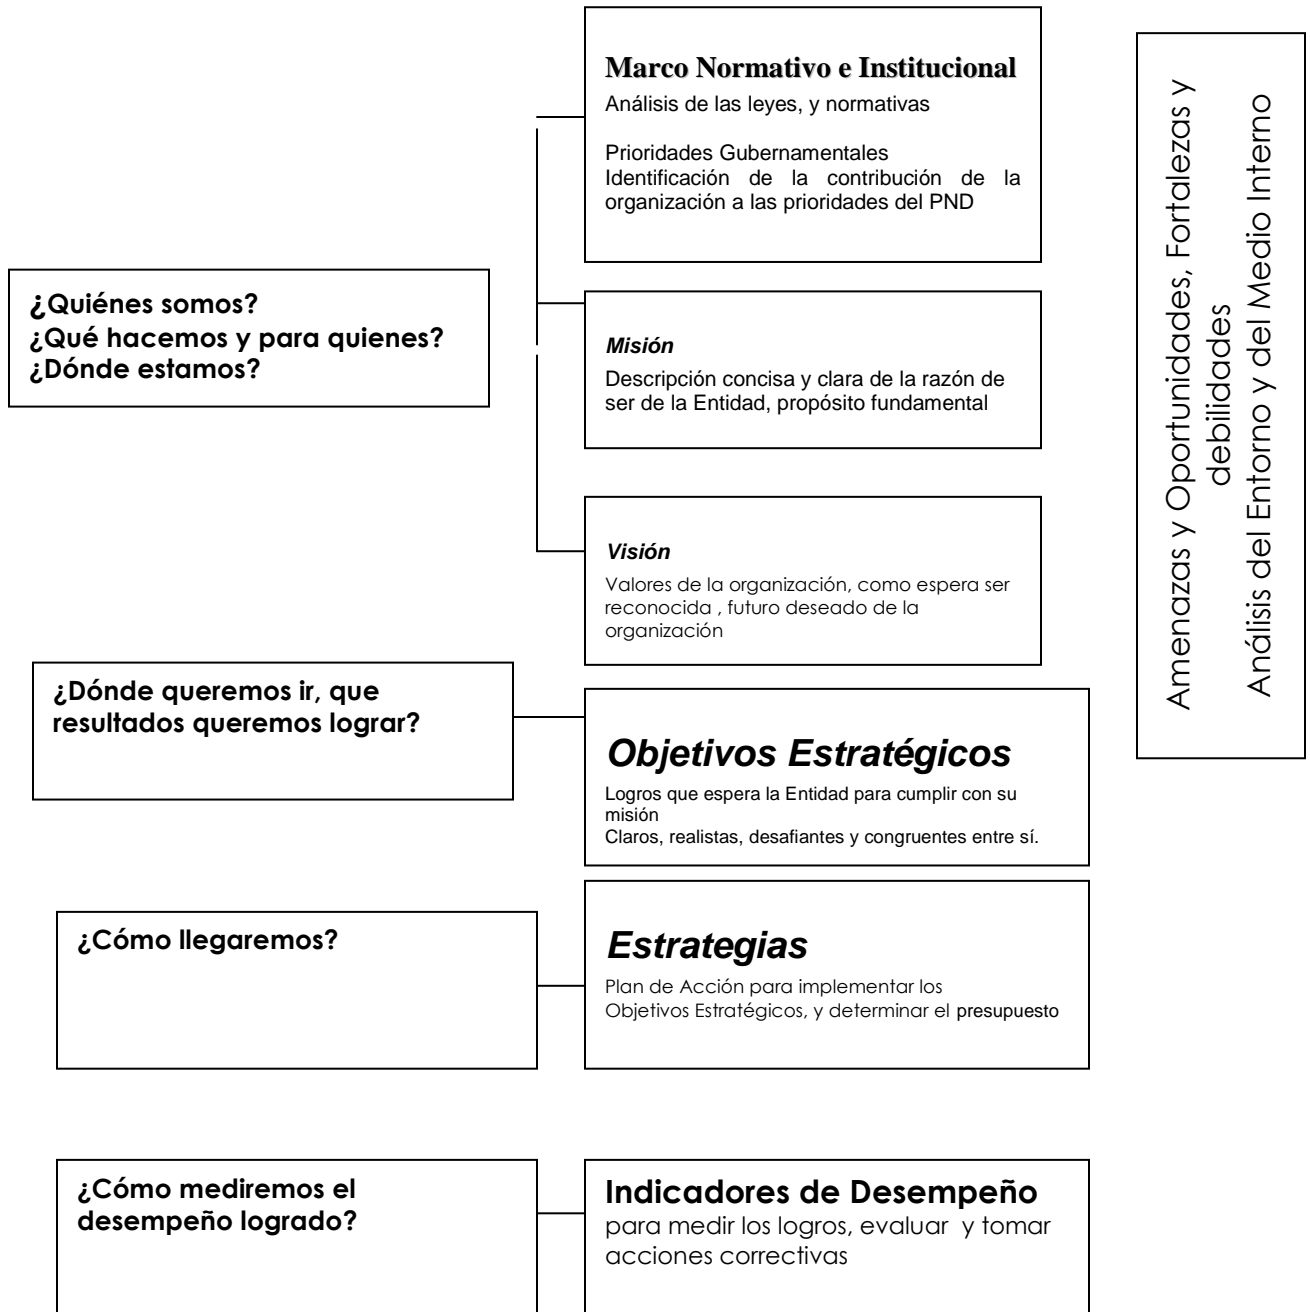 Marco Normativo e Institucional
Análisis de las leyes, y normativas
Prioridades Gubernamentales
Identificación de la contribución de la
organización a las prioridades del PND
¿Quiénes somos?
¿Qué hacemos y para quienes?
¿Dónde estamos?
Misión
Descripción concisa y clara de la razón de
ser de la Entidad, propósito fundamental
Visión
Valores de la organización, como espera ser
reconocida , futuro deseado de la
organización
¿Dónde queremos ir, que
resultados queremos lograr?
Objetivos Estratégicos
Logros que espera la Entidad para cumplir con su
misión
Claros, realistas, desafiantes y congruentes entre sí.
¿Cómo llegaremos?
Estrategias
Plan de Acción para implementar los
Objetivos Estratégicos, y determinar el presupuesto
¿Cómo mediremos el
desempeño logrado?
Indicadores de Desempeño
para medir los logros, evaluar  y tomar
acciones correctivas
Amenazas y Oportunidades, Fortalezas y
debilidades
Análisis del Entorno y del Medio Interno